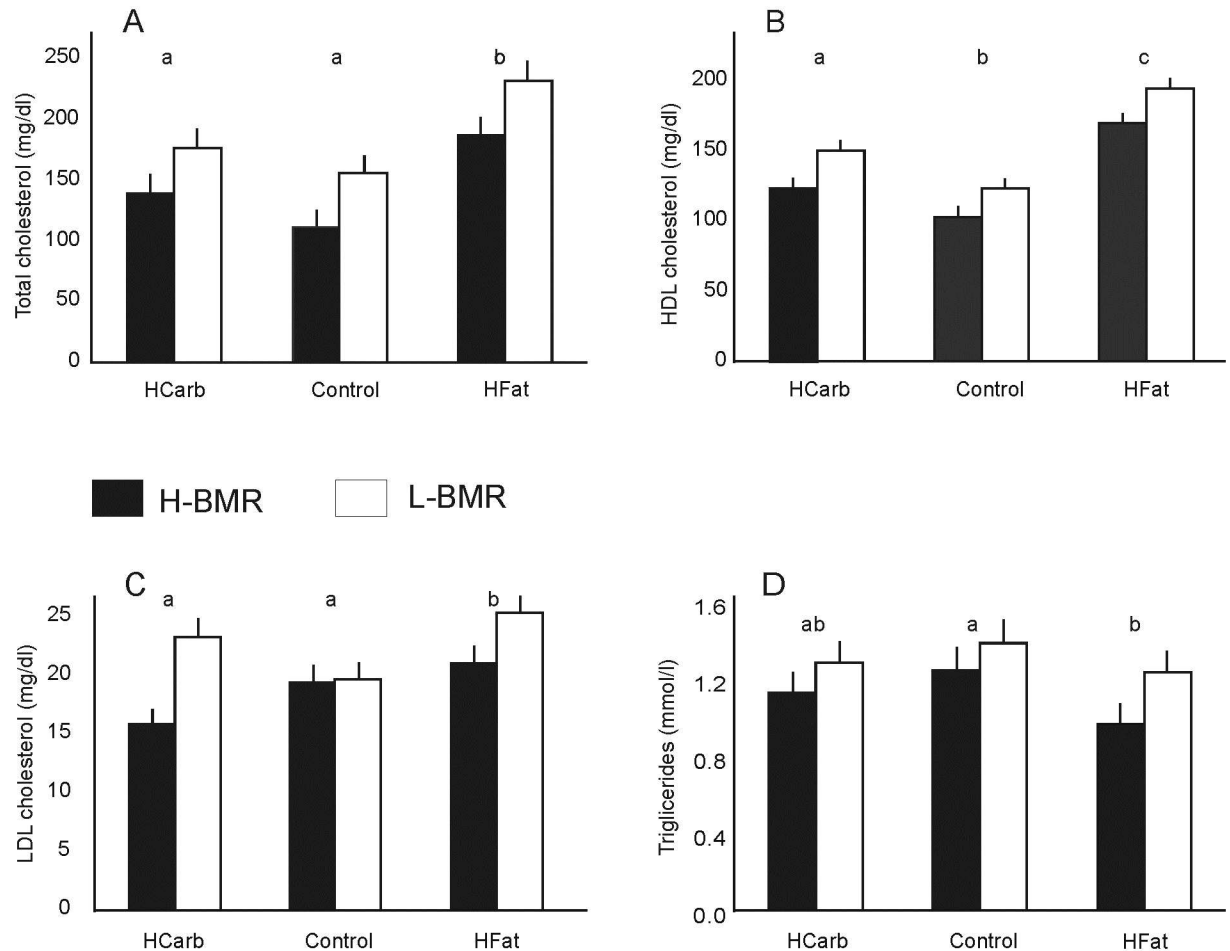 A
Total cholesterol (mg/dl)
250
200
150
100
50
0
a
a
b
HCarb
Control
HFat
B
HDL cholesterol (mg/dl)
200
150
100
50
0
a
b
c
HCarb
Control
HFat
H-BMR
L-BMR
C
LDL cholesterol (mg/dl)
25
20
15
10
5
0
a
a
b
HCarb
Control
HFat
D
Triglicerides (mmol/l)
1.6
1.2
0.8
0.4
0.0
ab
a
b
HCarb
Control
HFat